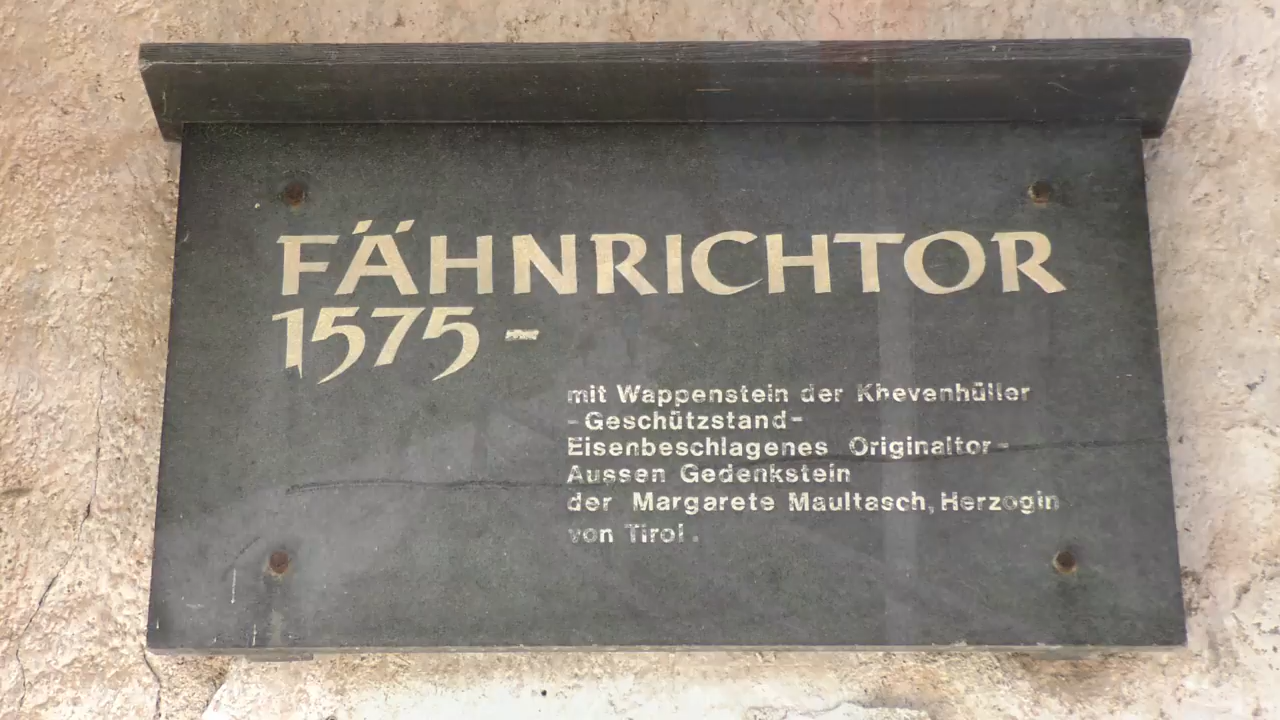 FÄHNRICHTOR
1575 -
mit Wappenstein der Khevenhüller
-Geschützstand-
Eisenbeschlagenes Originaltor-
Aussen Gedenkstein
der Margarete Maultasch, Herzogin
von Tirol.